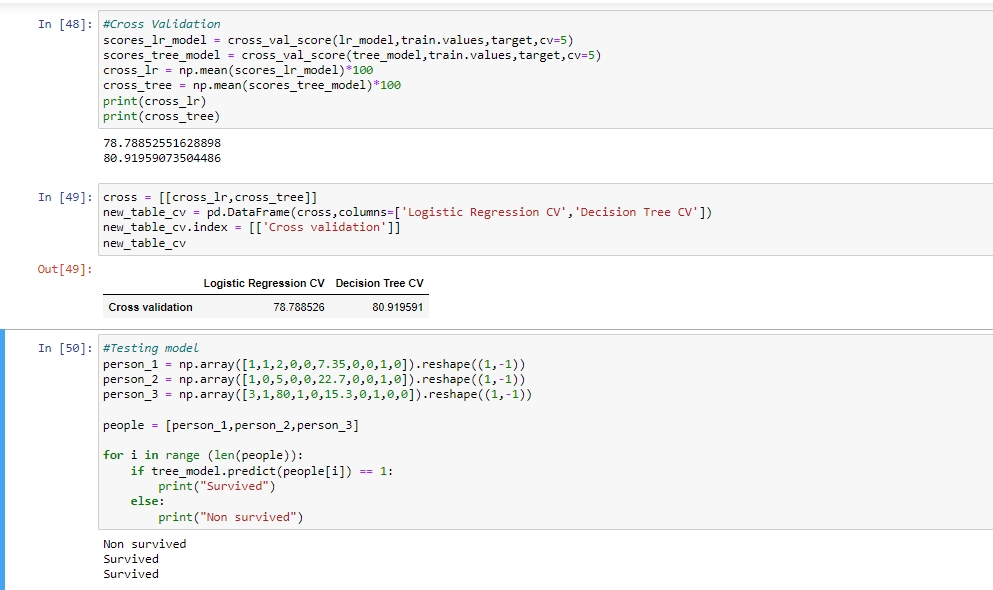 In [48]: #Cross Validation
scores_lr_model = cross_val_score(lr_model,train.values,target,cv=5)
scores_tree_model = cross_val_score(tree_model,train.values,target,cv=5)
cross_lr = np.mean(scores_lr_model)*100
cross_tree = np.mean(scores_tree_model)*100
print(cross_lr)
print(cross_tree)
78.78852551628898
80.91959073504486
In [49]: cross = [[cross_lr,cross_tree]]
new_table_cv = pd.DataFrame(cross,columns=['Logistic Regression CV','Decision Tree CV'])
new_table_cv.index = [['Cross validation']]
new_table_cv
Out[49]:
Logistic Regression CV Decision Tree CV
Cross validation 78.788526 80.919591
In [50]: #Testing model
person_1 = np.array([1,1,2,0,0,7.35,0,0,1,0]).reshape((1,-1))
person_2 = np.array([1,0,5,0,0,22.7,0,0,1,0]).reshape((1,-1))
person_3 = np.array([3,1,80,1,0,15.3,0,1,0,0]).reshape((1,-1))
people = [person_1,person_2,person_3]
for i in range (len(people)):
    if tree_model.predict(people[i]) == 1:
        print("Survived")
    else:
        print("Non survived")
Non survived
Survived
Survived